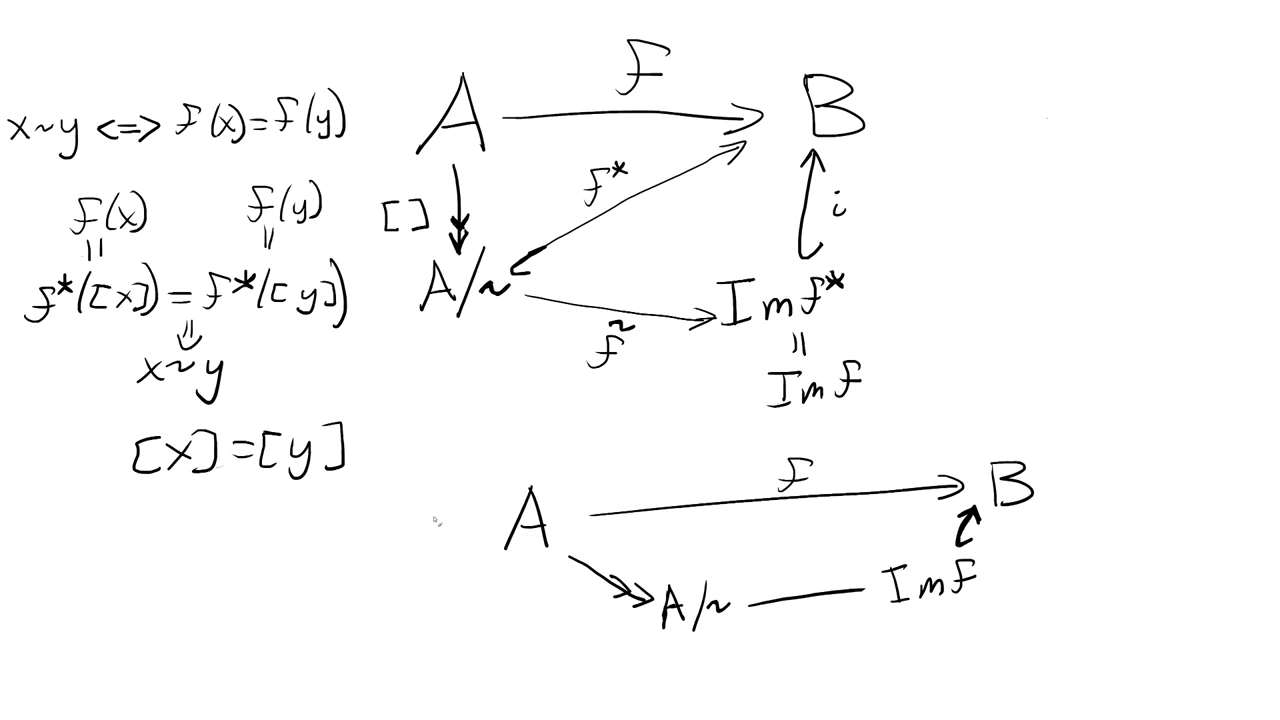 x~y <=> f(x)=f(y)
f(x) f(y)
|| ||
f*([x]) = f*([y])
⇓
x~y
[x]=[y]
A f B
[] f* i
A/~ f̃ Im f*
||
Im f
A f B
A/~ Im f